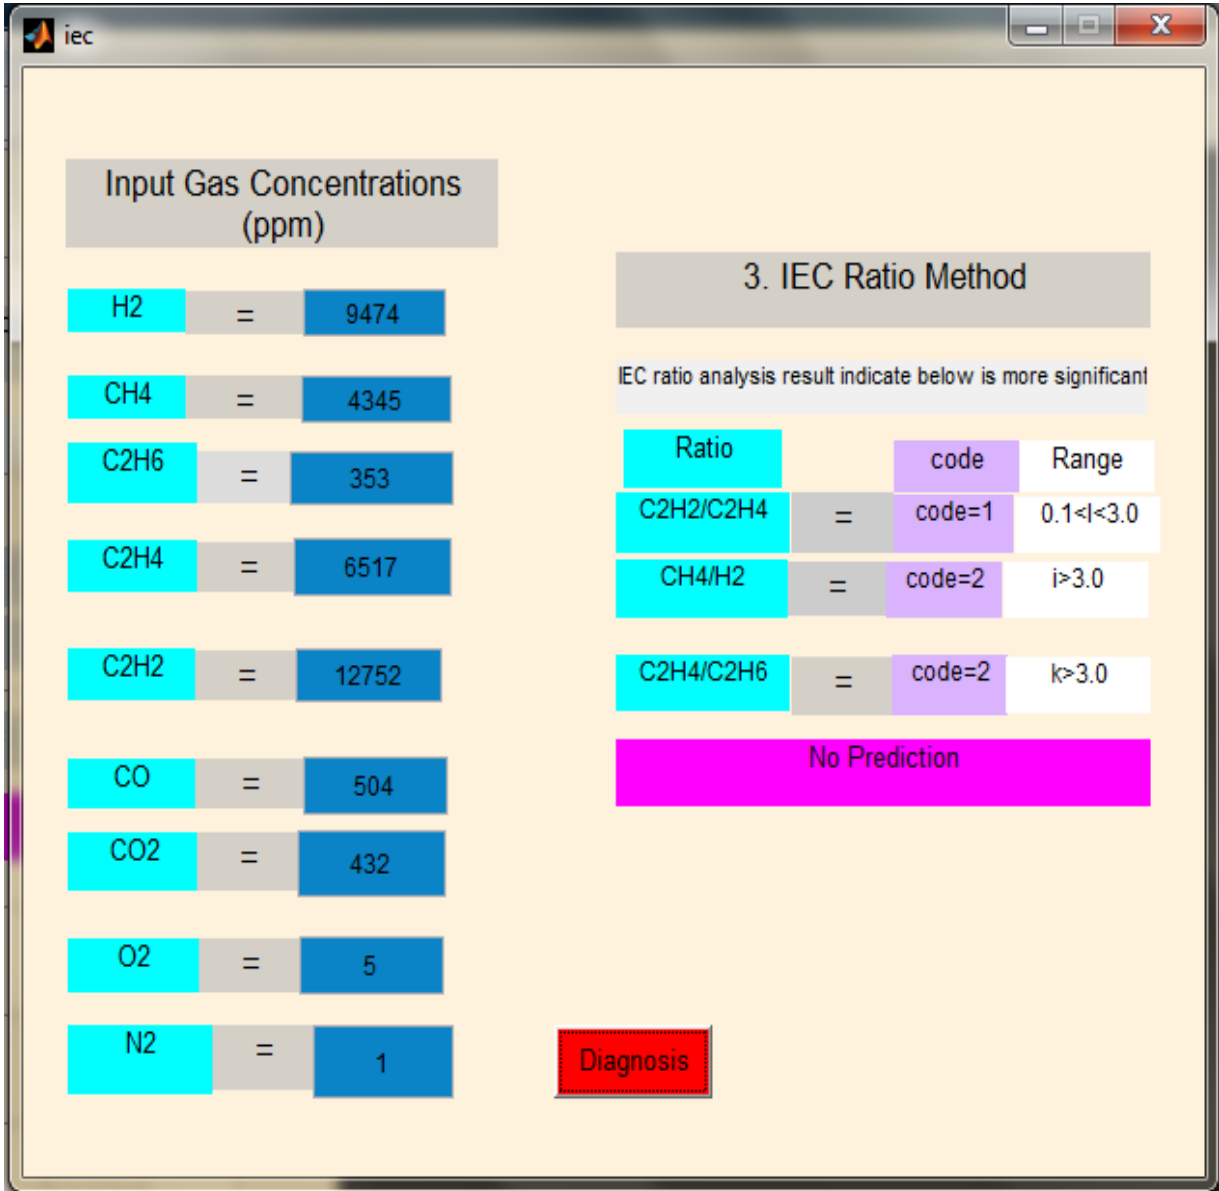 iec
Input Gas Concentrations
(ppm)
H2 = 9474
CH4 = 4345
C2H6 = 353
C2H4 = 6517
C2H2 = 12752
CO = 504
CO2 = 432
O2 = 5
N2 = 1
3. IEC Ratio Method
IEC ratio analysis result indicate below is more significant
Ratio code Range
C2H2/C2H4 = code=1 0.1<I<3.0
CH4/H2 = code=2 i>3.0
C2H4/C2H6 = code=2 k>3.0
No Prediction
Diagnosis